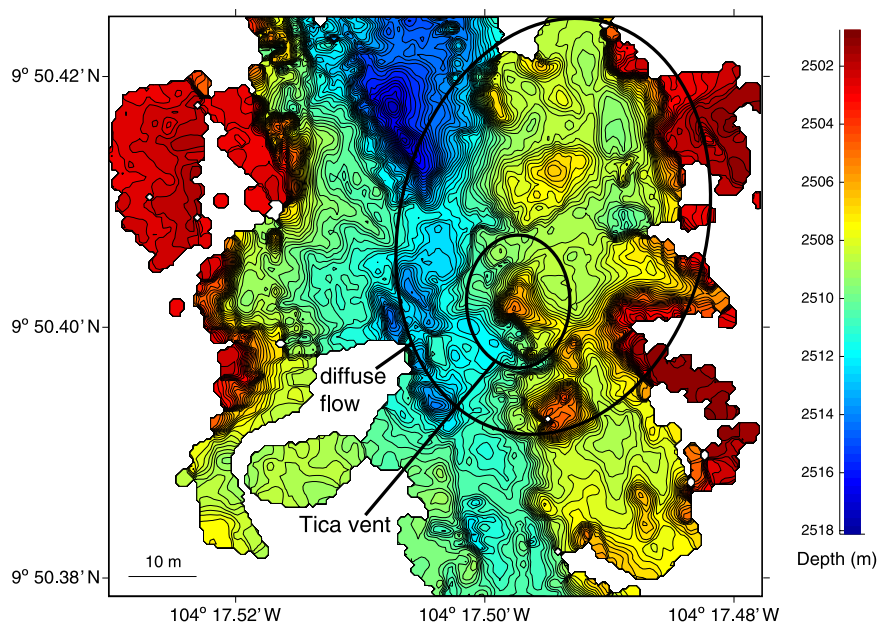 9° 50.42' N
9° 50.40' N
9° 50.38' N
diffuse
flow
Tica vent
10 m
104° 17.52' W
104° 17.50' W
104° 17.48' W
2502
2504
2506
2508
2510
2512
2514
2516
2518
Depth (m)